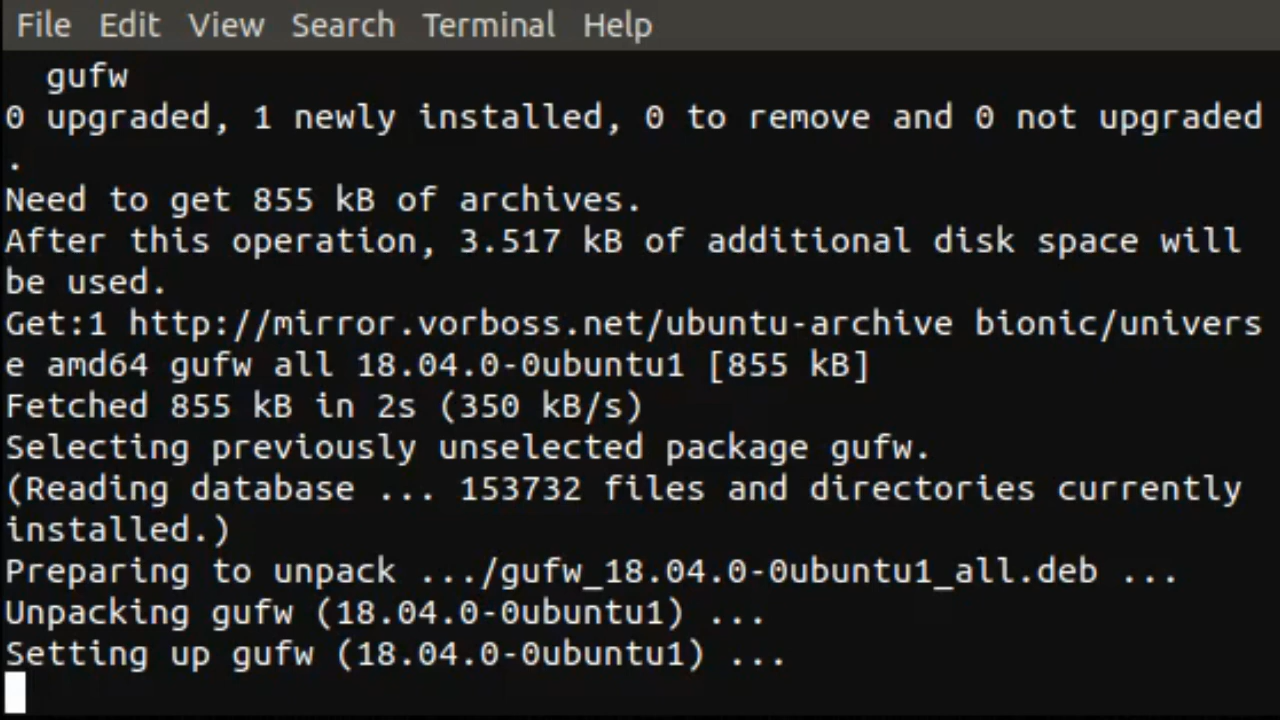 File Edit View Search Terminal Help
gufw
0 upgraded, 1 newly installed, 0 to remove and 0 not upgraded
.
Need to get 855 kB of archives.
After this operation, 3.517 kB of additional disk space will
be used.
Get:1 http://mirror.vorboss.net/ubuntu-archive bionic/univers
e amd64 gufw all 18.04.0-0ubuntu1 [855 kB]
Fetched 855 kB in 2s (350 kB/s)
Selecting previously unselected package gufw.
(Reading database ... 153732 files and directories currently
installed.)
Preparing to unpack .../gufw_18.04.0-0ubuntu1_all.deb ...
Unpacking gufw (18.04.0-0ubuntu1) ...
Setting up gufw (18.04.0-0ubuntu1) ...